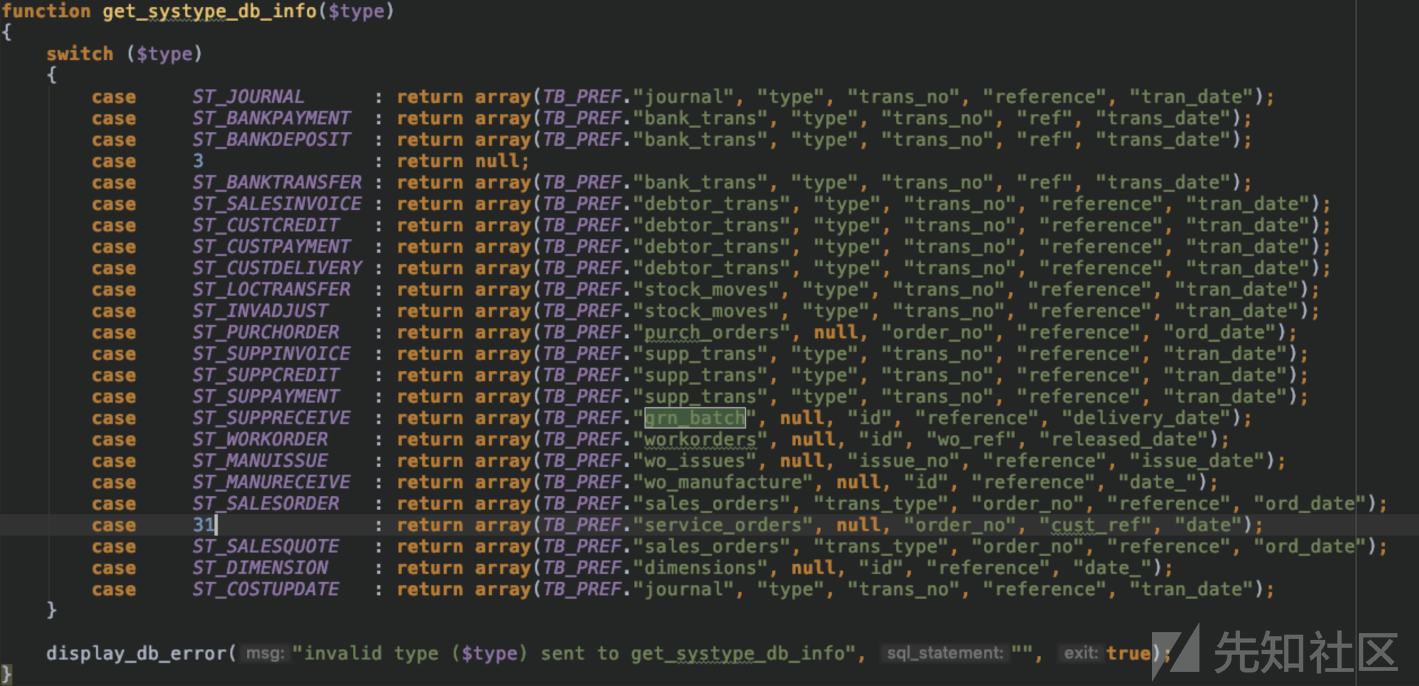 function get_systype_db_info($type)
{
    switch ($type)
    {
        case     ST_JOURNAL      : return array(TB_PREF."journal", "type", "trans_no", "reference", "tran_date");
        case     ST_BANKPAYMENT  : return array(TB_PREF."bank_trans", "type", "trans_no", "ref", "trans_date");
        case     ST_BANKDEPOSIT  : return array(TB_PREF."bank_trans", "type", "trans_no", "ref", "trans_date");
        case     3               : return null;
        case     ST_BANKTRANSFER : return array(TB_PREF."bank_trans", "type", "trans_no", "ref", "trans_date");
        case     ST_SALESINVOICE : return array(TB_PREF."debtor_trans", "type", "trans_no", "reference", "tran_date");
        case     ST_CUSTCREDIT   : return array(TB_PREF."debtor_trans", "type", "trans_no", "reference", "tran_date");
        case     ST_CUSTPAYMENT  : return array(TB_PREF."debtor_trans", "type", "trans_no", "reference", "tran_date");
        case     ST_CUSTDELIVERY : return array(TB_PREF."debtor_trans", "type", "trans_no", "reference", "tran_date");
        case     ST_LOCTRANSFER  : return array(TB_PREF."stock_moves", "type", "trans_no", "reference", "tran_date");
        case     ST_INVADJUST    : return array(TB_PREF."stock_moves", "type", "trans_no", "reference", "tran_date");
        case     ST_PURCHORDER   : return array(TB_PREF."purch_orders", null, "order_no", "reference", "ord_date");
        case     ST_SUPPINVOICE  : return array(TB_PREF."supp_trans", "type", "trans_no", "reference", "tran_date");
        case     ST_SUPPCREDIT   : return array(TB_PREF."supp_trans", "type", "trans_no", "reference", "tran_date");
        case     ST_SUPPAYMENT   : return array(TB_PREF."supp_trans", "type", "trans_no", "reference", "tran_date");
        case     ST_SUPPRECEIVE  : return array(TB_PREF."grn_batch", null, "id", "reference", "delivery_date");
        case     ST_WORKORDER    : return array(TB_PREF."workorders", null, "id", "wo_ref", "released_date");
        case     ST_MANUISSUE    : return array(TB_PREF."wo_issues", null, "issue_no", "reference", "issue_date");
        case     ST_MANURECEIVE  : return array(TB_PREF."wo_manufacture", null, "id", "reference", "date_");
        case     ST_SALESORDER   : return array(TB_PREF."sales_orders", "trans_type", "order_no", "reference", "ord_date");
        case     31              : return array(TB_PREF."service_orders", null, "order_no", "cust_ref", "date");
        case     ST_SALESQUOTE   : return array(TB_PREF."sales_orders", "trans_type", "order_no", "reference", "ord_date");
        case     ST_DIMENSION    : return array(TB_PREF."dimensions", null, "id", "reference", "date_");
        case     ST_COSTUPDATE   : return array(TB_PREF."journal", "type", "trans_no", "reference", "tran_date");
    }
    display_db_error( msg: "invalid type ($type) sent to get_systype_db_info", sql_statement: "", exit: true);
}
先知社区